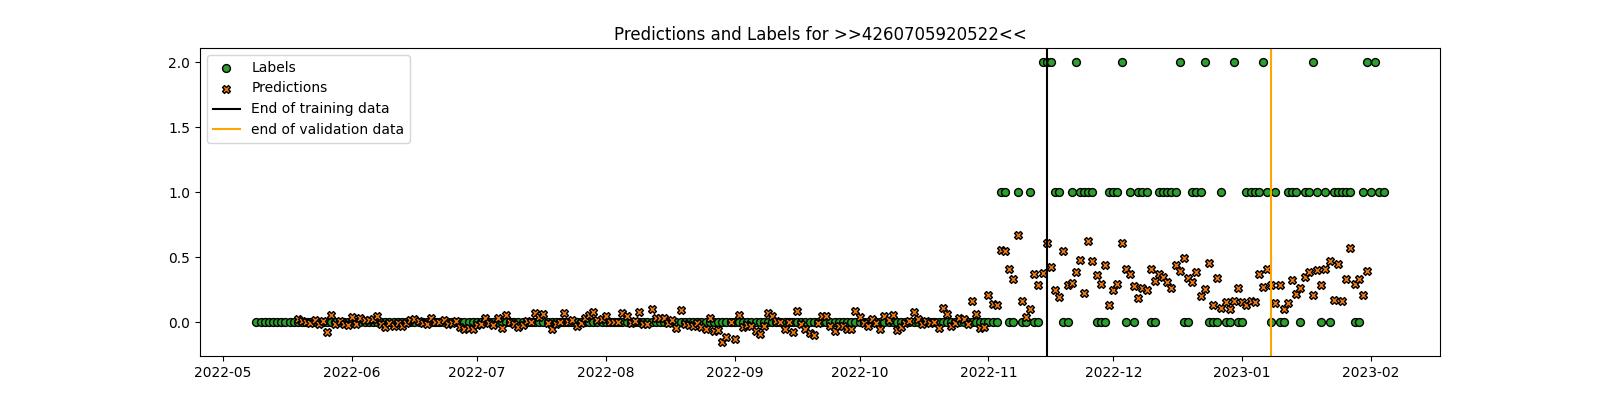 Predictions and Labels for >>4260705920522<<
Labels
Predictions
End of training data
end of validation data
2.0
1.5
1.0
0.5
0.0
2022-05 2022-06 2022-07 2022-08 2022-09 2022-10 2022-11 2022-12 2023-01 2023-02